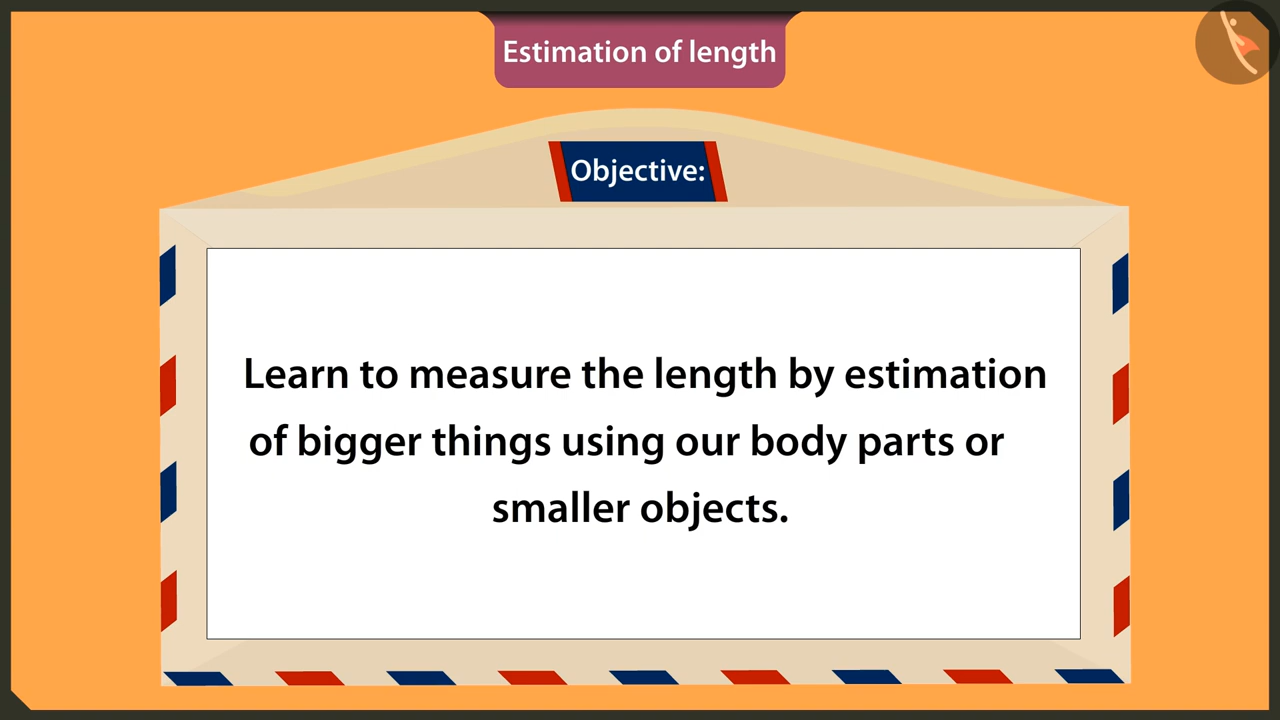 Estimation of length
Objective:
Learn to measure the length by estimation
of bigger things using our body parts or
smaller objects.